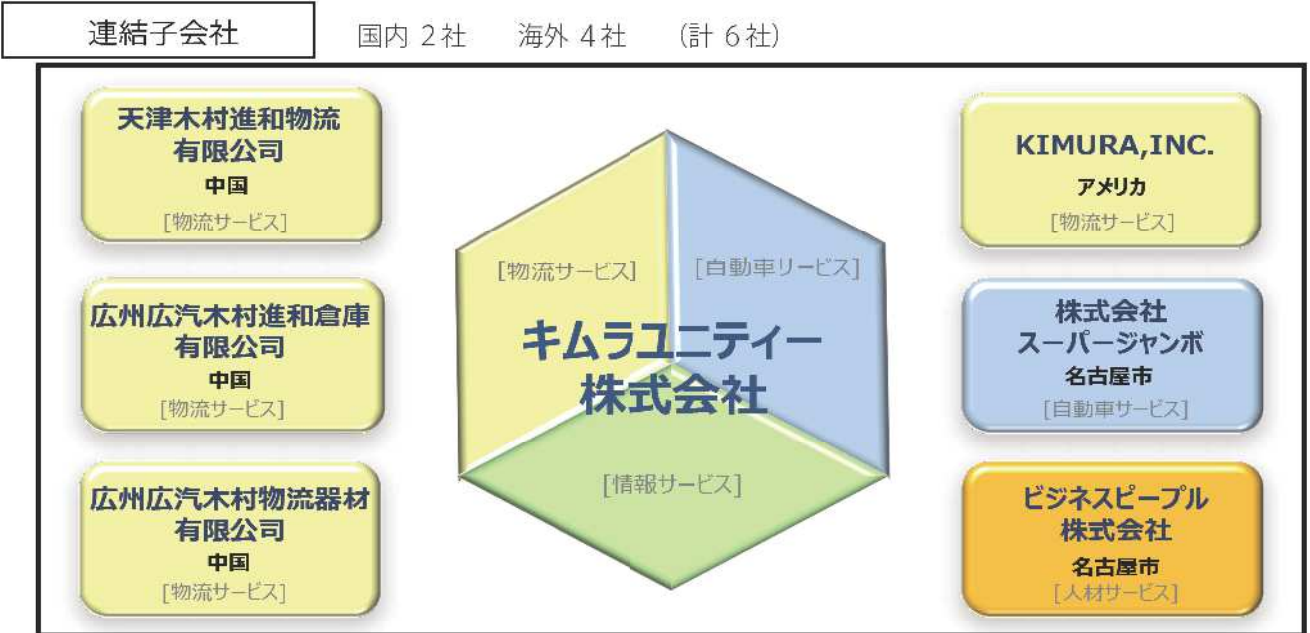 連結子会社
国内 2社 海外 4社 (計 6社)
天津木村進和物流
有限公司
中国
[物流サービス]
広州広汽木村進和倉庫
有限公司
中国
[物流サービス]
広州広汽木村物流器材
有限公司
中国
[物流サービス]
[物流サービス]
[自動車リービス]
キムラユニティー
株式会社
[情報サービス]
KIMURA,INC.
アメリカ
[物流サービス]
株式会社
スーパージャンボ
名古屋市
[自動車サービス]
ビジネスピープル
株式会社
名古屋市
[人材サービス]